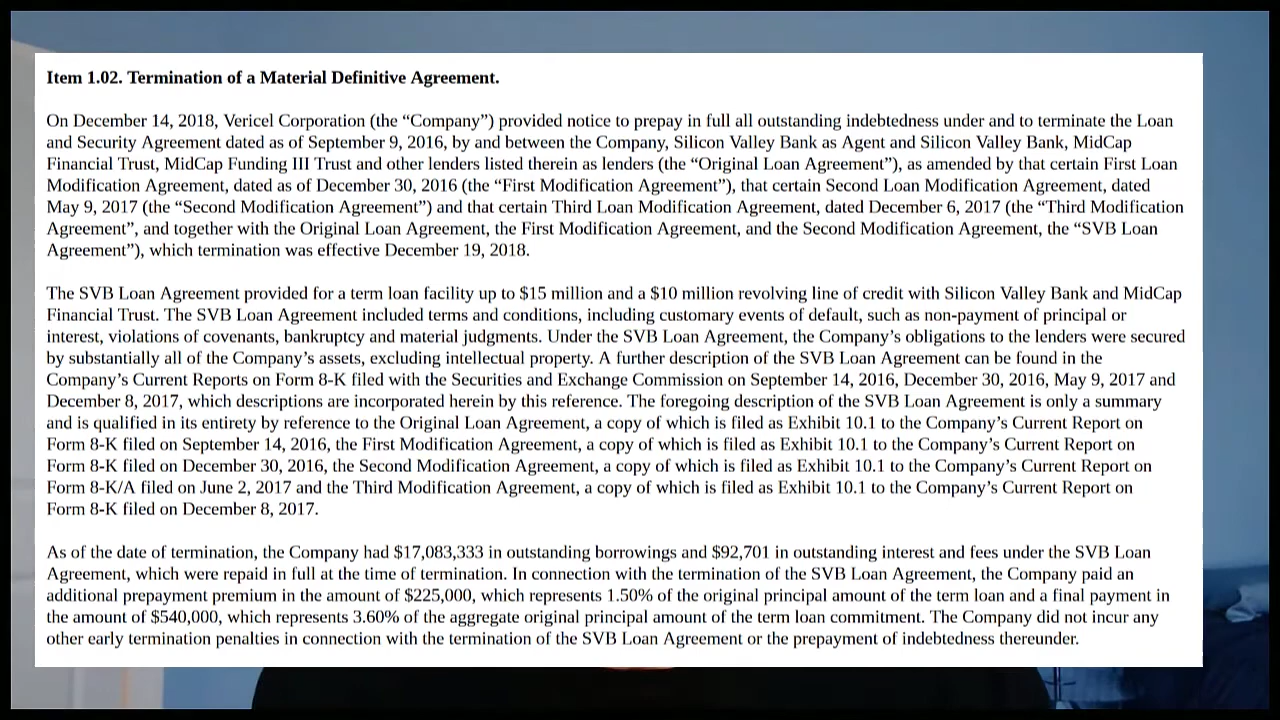 Item 1.02. Termination of a Material Definitive Agreement.
On December 14, 2018, Vericel Corporation (the “Company”) provided notice to prepay in full all outstanding indebtedness under and to terminate the Loan
and Security Agreement dated as of September 9, 2016, by and between the Company, Silicon Valley Bank as Agent and Silicon Valley Bank, MidCap
Financial Trust, MidCap Funding III Trust and other lenders listed therein as lenders (the “Original Loan Agreement”), as amended by that certain First Loan
Modification Agreement, dated as of December 30, 2016 (the “First Modification Agreement”), that certain Second Loan Modification Agreement, dated
May 9, 2017 (the “Second Modification Agreement”) and that certain Third Loan Modification Agreement, dated December 6, 2017 (the “Third Modification
Agreement”, and together with the Original Loan Agreement, the First Modification Agreement, and the Second Modification Agreement, the “SVB Loan
Agreement”), which termination was effective December 19, 2018.
The SVB Loan Agreement provided for a term loan facility up to $15 million and a $10 million revolving line of credit with Silicon Valley Bank and MidCap
Financial Trust. The SVB Loan Agreement included terms and conditions, including customary events of default, such as non-payment of principal or
interest, violations of covenants, bankruptcy and material judgments. Under the SVB Loan Agreement, the Company’s obligations to the lenders were secured
by substantially all of the Company’s assets, excluding intellectual property. A further description of the SVB Loan Agreement can be found in the
Company’s Current Reports on Form 8-K filed with the Securities and Exchange Commission on September 14, 2016, December 30, 2016, May 9, 2017 and
December 8, 2017, which descriptions are incorporated herein by this reference. The foregoing description of the SVB Loan Agreement is only a summary
and is qualified in its entirety by reference to the Original Loan Agreement, a copy of which is filed as Exhibit 10.1 to the Company’s Current Report on
Form 8-K filed on September 14, 2016, the First Modification Agreement, a copy of which is filed as Exhibit 10.1 to the Company’s Current Report on
Form 8-K filed on December 30, 2016, the Second Modification Agreement, a copy of which is filed as Exhibit 10.1 to the Company’s Current Report on
Form 8-K/A filed on June 2, 2017 and the Third Modification Agreement, a copy of which is filed as Exhibit 10.1 to the Company’s Current Report on
Form 8-K filed on December 8, 2017.
As of the date of termination, the Company had $17,083,333 in outstanding borrowings and $92,701 in outstanding interest and fees under the SVB Loan
Agreement, which were repaid in full at the time of termination. In connection with the termination of the SVB Loan Agreement, the Company paid an
additional prepayment premium in the amount of $225,000, which represents 1.50% of the original principal amount of the term loan and a final payment in
the amount of $540,000, which represents 3.60% of the aggregate original principal amount of the term loan commitment. The Company did not incur any
other early termination penalties in connection with the termination of the SVB Loan Agreement or the prepayment of indebtedness thereunder.